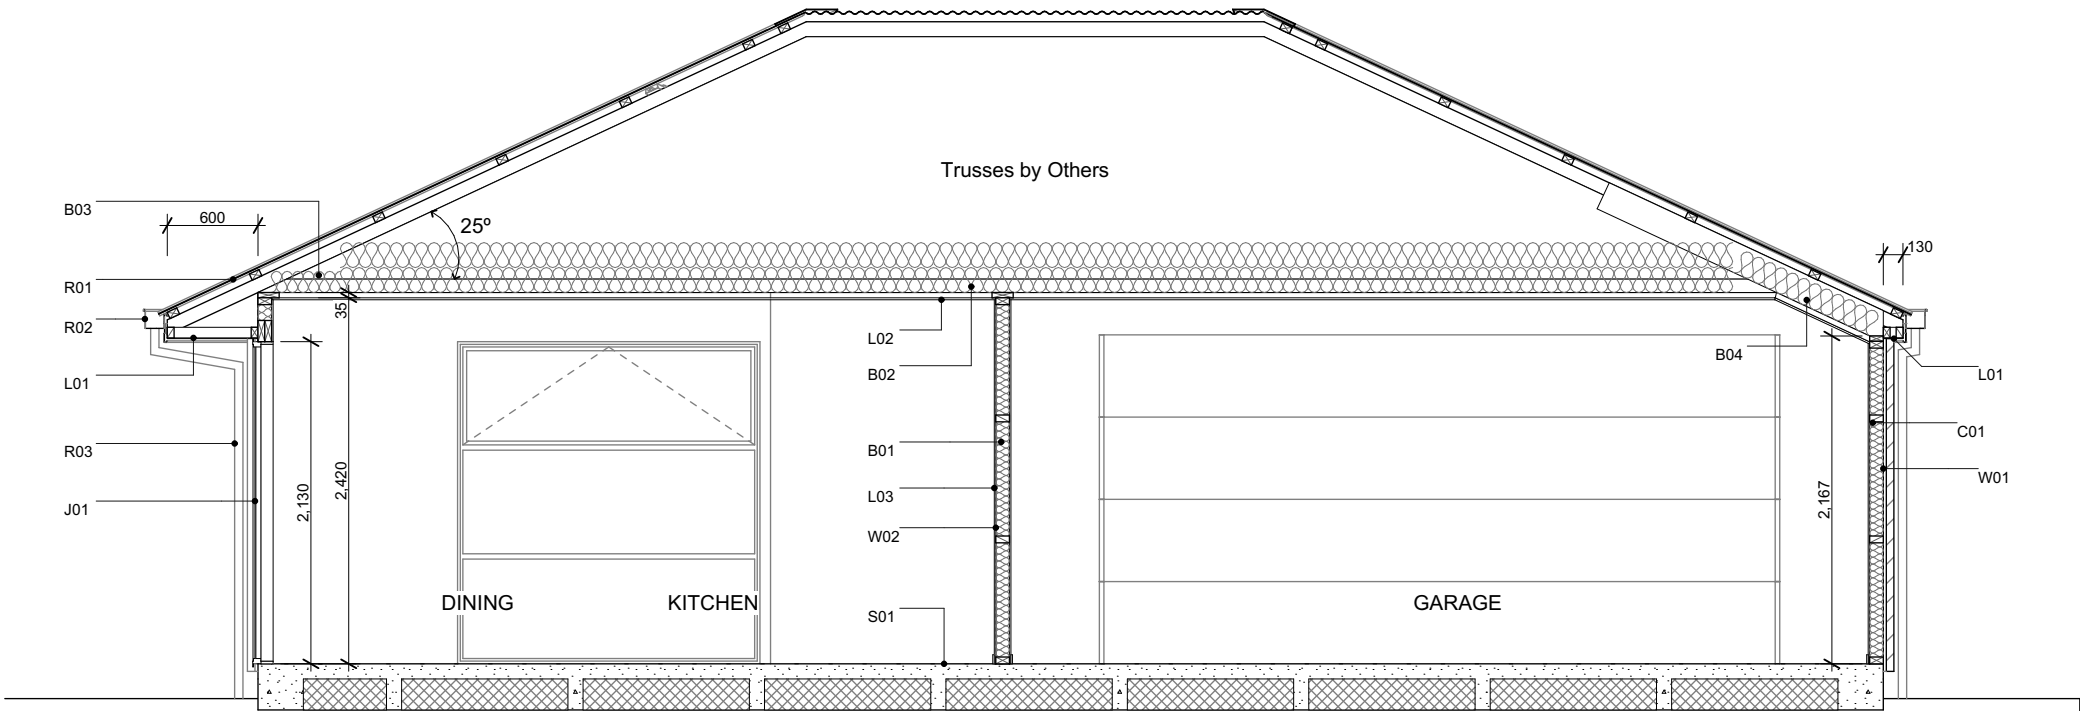 Trusses by Others
B03
600
25º
130
R01
R02
35
L02
B04
L01
B02
L01
R03
B01
C01
2,420
2,130
L03
2,167
W01
J01
W02
DINING
KITCHEN
GARAGE
S01